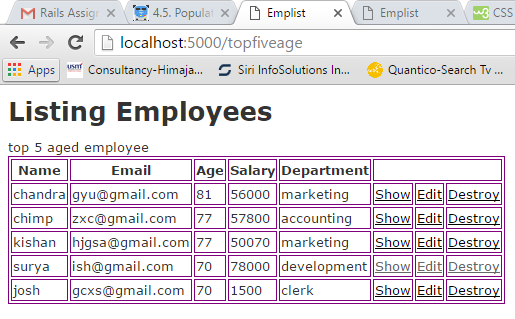 Rails Assign
4.5. Populat
Emplist
Emplist
CSS
localhost:5000/topfiveage
Apps
usmf
Consultancy-Himaja...
Siri InfoSolutions In...
Quantico-Search Tv ...
Listing Employees
top 5 aged employee
Name Email Age Salary Department
chandra gyu@gmail.com 81 56000 marketing Show Edit Destroy
chimp zxc@gmail.com 77 57800 accounting Show Edit Destroy
kishan hjgsa@gmail.com 77 50070 marketing Show Edit Destroy
surya ish@gmail.com 70 78000 development Show Edit Destroy
josh gcxs@gmail.com 70 1500 clerk Show Edit Destroy